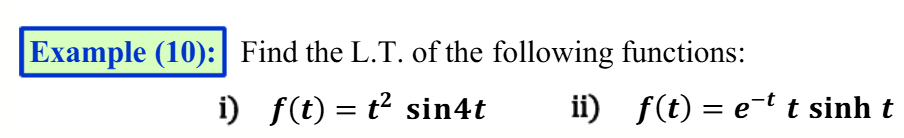 Example (10): Find the L.T. of the following functions:
i) f(t) = t² sin4t ii) f(t) = e⁻ᵗ t sinh t